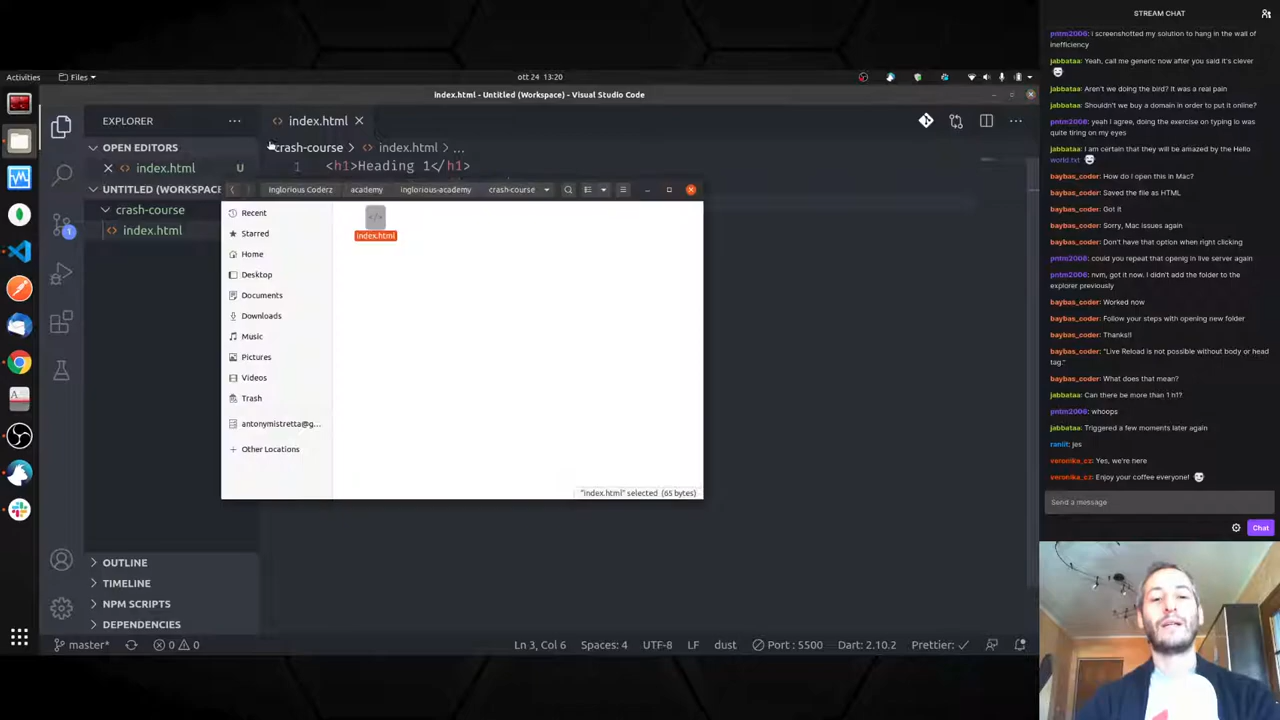 Activities
Files
ott 24 13:20
index.html - Untitled (Workspace) - Visual Studio Code
EXPLORER
OPEN EDITORS
index.html U
UNTITLED (WORKSPACE
crash-course
index.html
1
OUTLINE
TIMELINE
NPM SCRIPTS
DEPENDENCIES
index.html
crash-course > index.html > ...
1 <h1>Heading 1</h1>
Inglorious Coderz academy inglorious-academy crash-course
Recent
Starred
Home
Desktop
Documents
Downloads
Music
Pictures
Videos
Trash
antonymistretta@g...
+ Other Locations
index.html
"index.html" selected (65 bytes)
master* 0 0 Ln 3, Col 6 Spaces: 4 UTF-8 LF dust Port : 5500 Dart: 2.10.2 Prettier: ✓
STREAM CHAT
pntm2006: I screenshotted my solution to hang in the wall of
inefficiency
jabbataa: Yeah, call me generic now after you said it's clever
jabbataa: Aren't we doing the bird? it was a real pain
jabbataa: Shouldn't we buy a domain in order to put it online?
pntm2006: yeah I agree, doing the exercise on typing io was
quite tiring on my eyes
jabbataa: I am certain that they will be amazed by the Hello
world.txt
baybas_coder: How do I open this in Mac?
baybas_coder: Saved the file as HTML
baybas_coder: Got it
baybas_coder: Sorry, Mac issues again
baybas_coder: Don't have that option when right clicking
pntm2006: could you repeat that openig in live server again
pntm2006: nvm, got it now. I didn't add the folder to the
explorer previously
baybas_coder: Worked now
baybas_coder: Follow your steps with opening new folder
baybas_coder: Thanks!!
baybas_coder: "Live Reload is not possible without body or head
tag."
baybas_coder: What does that mean?
jabbataa: Can there be more than 1 h1?
pntm2006: whoops
jabbataa: Triggered a few moments later again
raniit: jes
veronika_cz: Yes, we're here
veronika_cz: Enjoy your coffee everyone!
Send a message
Chat